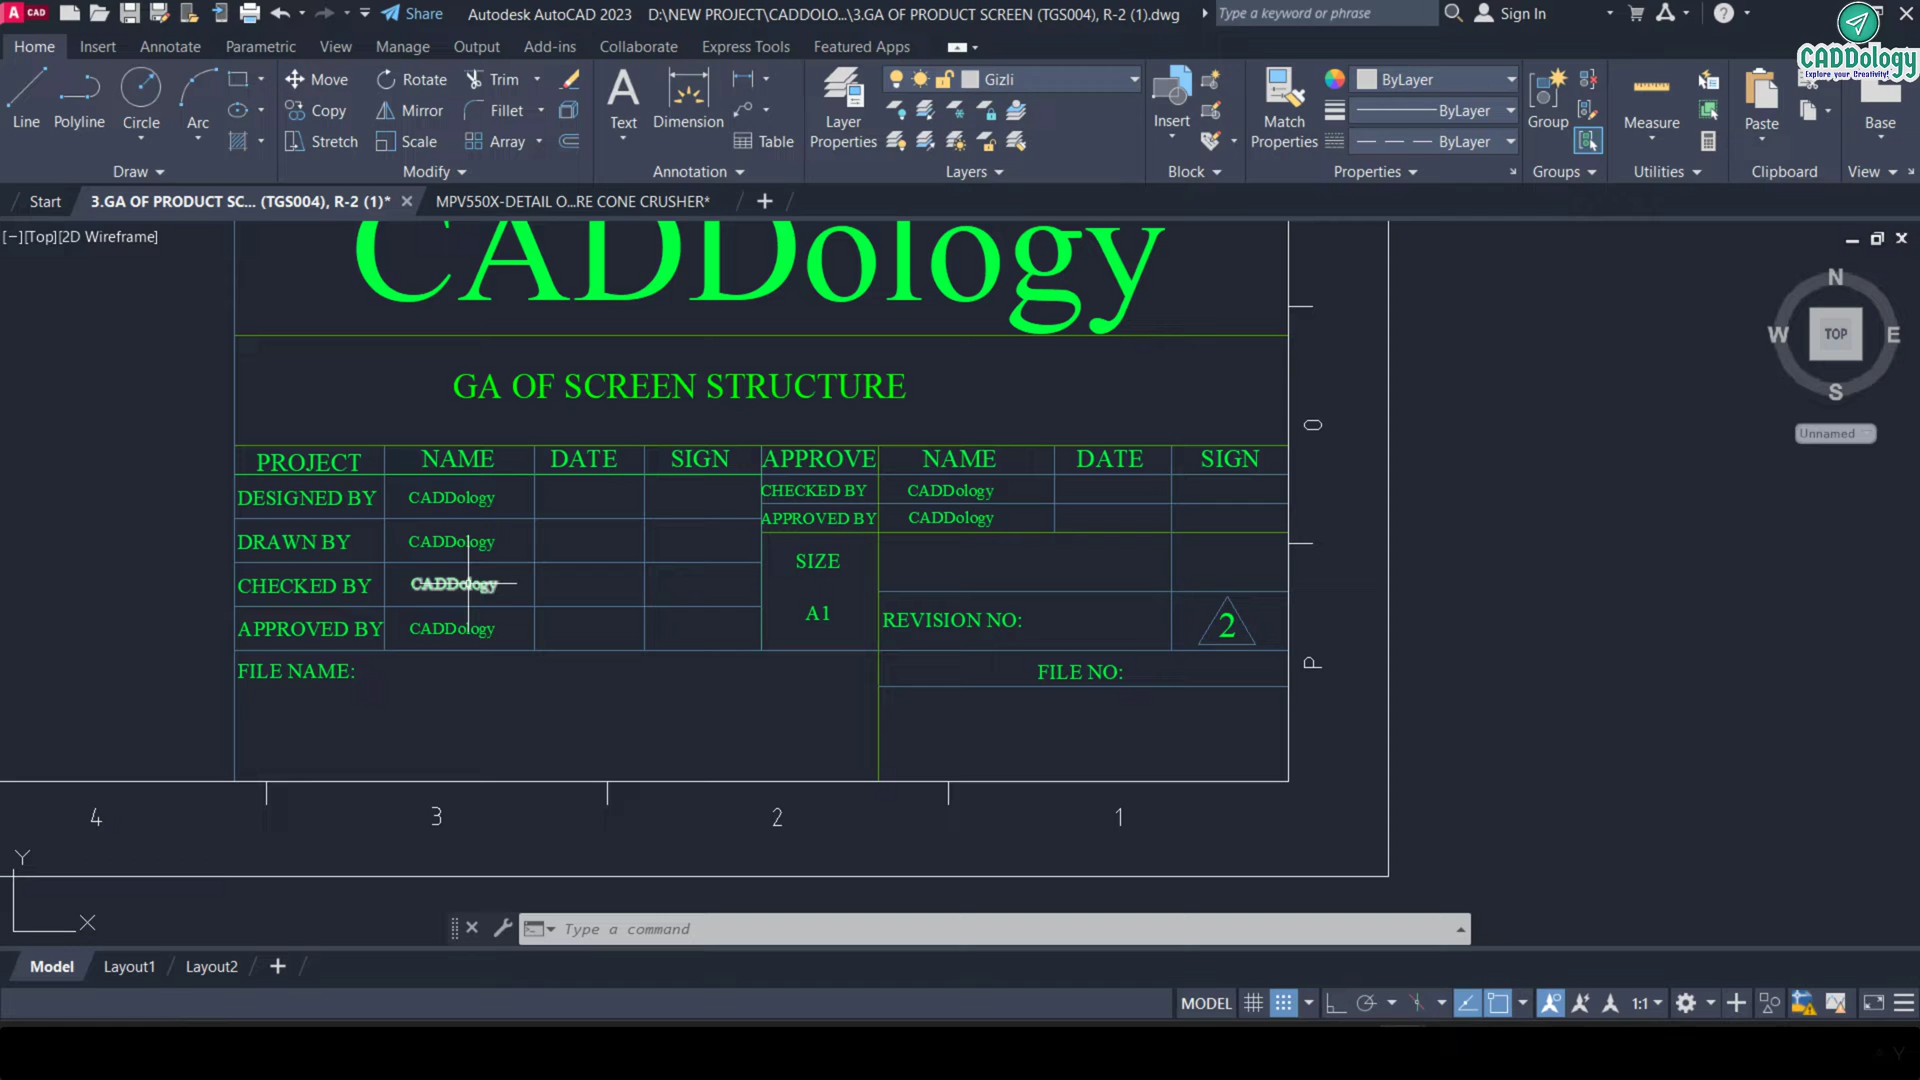 CAD
Share
Autodesk AutoCAD 2023 D:\NEW PROJECT\CADDOLO...\3.GA OF PRODUCT SCREEN (TGS004), R-2 (1).dwg
Type a keyword or phrase
Sign In
CADDology
Explore your Creativity!
Home Insert Annotate Parametric View Manage Output Add-ins Collaborate Express Tools Featured Apps
Line Polyline Circle Arc
Draw
Move Rotate Trim
Copy Mirror Fillet
Stretch Scale Array
Modify
Text Dimension Table
Annotation
Layer Properties
Gizli
Layers
Insert
Block
Match Properties
ByLayer
ByLayer
ByLayer
Properties
Group
Groups
Measure
Utilities
Paste
Clipboard
Base
View
Start 3.GA OF PRODUCT SC... (TGS004), R-2 (1)* MPV550X-DETAIL O...RE CONE CRUSHER*
[−][Top][2D Wireframe]
N
W TOP E
S
Unnamed
CADDology
GA OF SCREEN STRUCTURE
PROJECT NAME DATE SIGN APPROVE NAME DATE SIGN
DESIGNED BY CADDology CHECKED BY CADDology
DRAWN BY CADDology APPROVED BY CADDology
CHECKED BY CADDology SIZE
APPROVED BY CADDology A1 REVISION NO: 2
FILE NAME: FILE NO:
O
P
4 3 2 1
Y
X
Type a command
Model Layout1 Layout2
MODEL 1:1
Y